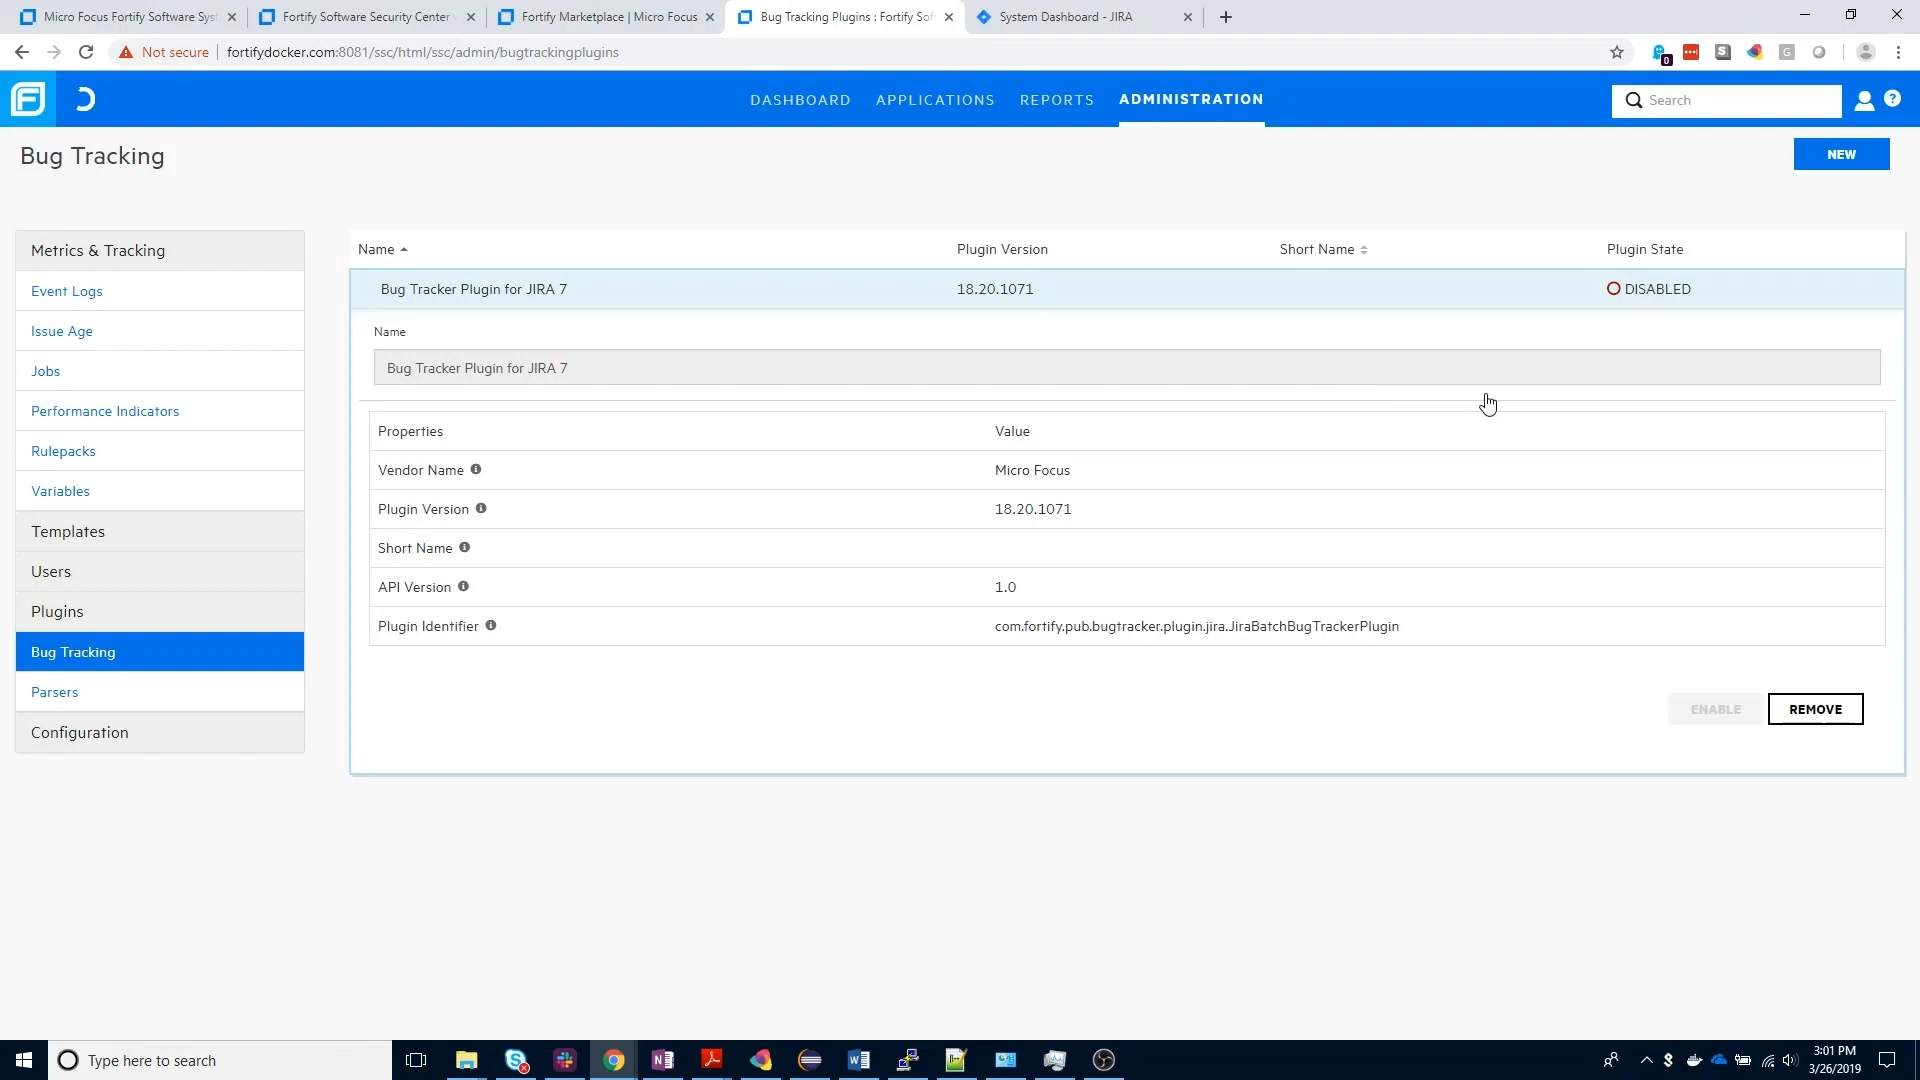 Micro Focus Fortify Software Syst
Fortify Software Security Center
Fortify Marketplace | Micro Focus
Bug Tracking Plugins : Fortify Sof
System Dashboard - JIRA
Not secure
fortifydocker.com:8081/ssc/html/ssc/admin/bugtrackingplugins
0
DASHBOARD
APPLICATIONS
REPORTS
ADMINISTRATION
Search
Bug Tracking
NEW
Metrics & Tracking
Event Logs
Issue Age
Jobs
Performance Indicators
Rulepacks
Variables
Templates
Users
Plugins
Bug Tracking
Parsers
Configuration
Name
Plugin Version
Short Name
Plugin State
Bug Tracker Plugin for JIRA 7
18.20.1071
DISABLED
Name
Bug Tracker Plugin for JIRA 7
Properties
Value
Vendor Name
Micro Focus
Plugin Version
18.20.1071
Short Name
API Version
1.0
Plugin Identifier
com.fortify.pub.bugtracker.plugin.jira.JiraBatchBugTrackerPlugin
ENABLE
REMOVE
Type here to search
3:01 PM
3/26/2019